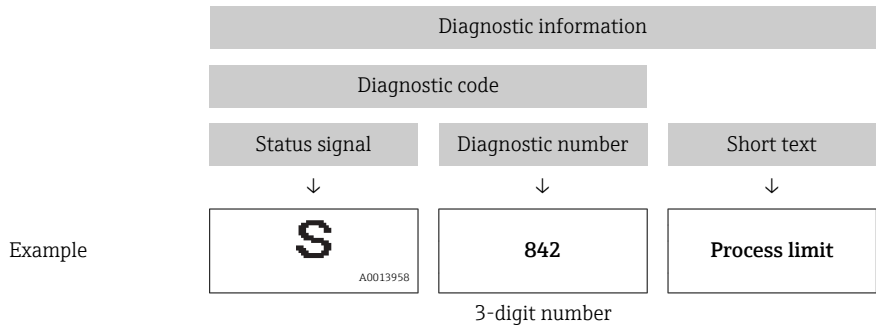 Diagnostic information
Diagnostic code
Status signal Diagnostic number Short text
↓ ↓ ↓
Example S 842 Process limit
A0013958
3-digit number